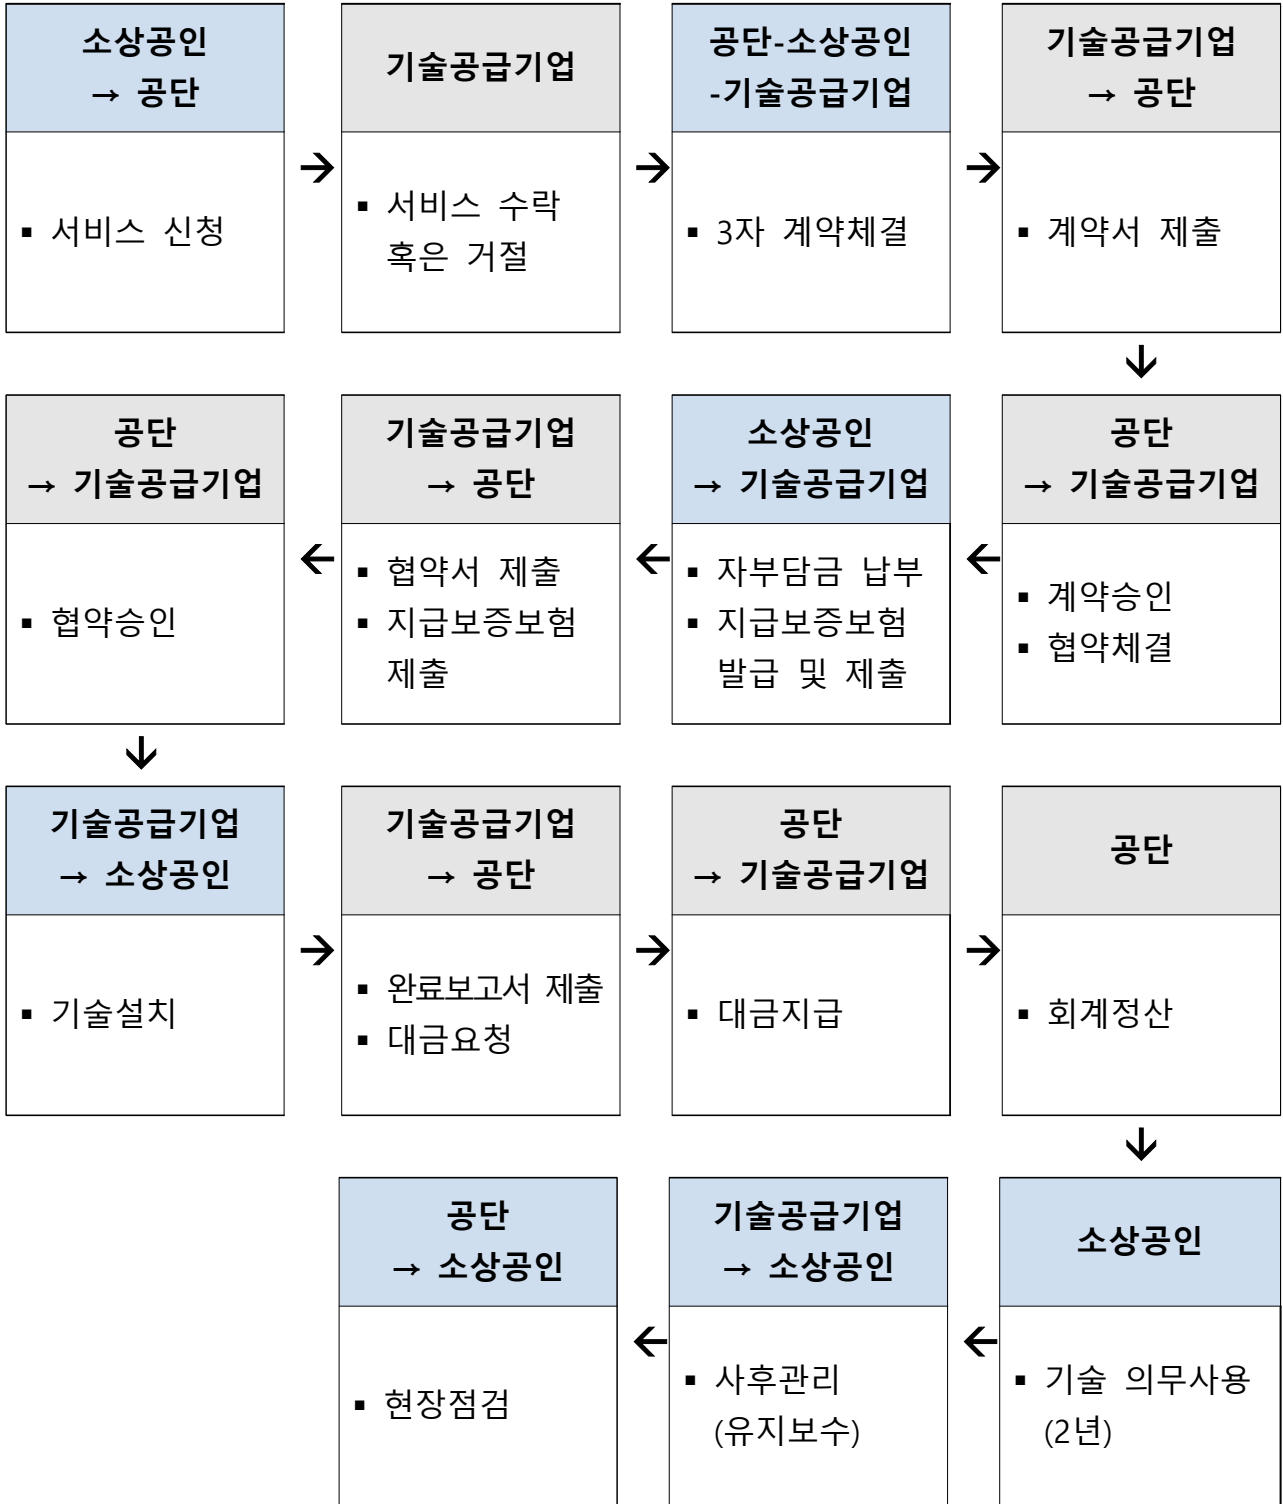 소상공인
→ 공단
▪ 서비스 신청
→
기술공급기업
▪ 서비스 수락
혹은 거절
→
공단-소상공인
-기술공급기업
▪ 3자 계약체결
→
기술공급기업
→ 공단
▪ 계약서 제출
↓
공단
→ 기술공급기업
▪ 계약승인
▪ 협약체결
←
소상공인
→ 기술공급기업
▪ 자부담금 납부
▪ 지급보증보험
발급 및 제출
←
기술공급기업
→ 공단
▪ 협약서 제출
▪ 지급보증보험
제출
←
공단
→ 기술공급기업
▪ 협약승인
↓
기술공급기업
→ 소상공인
▪ 기술설치
→
기술공급기업
→ 공단
▪ 완료보고서 제출
▪ 대금요청
→
공단
→ 기술공급기업
▪ 대금지급
→
공단
▪ 회계정산
↓
소상공인
▪ 기술 의무사용
(2년)
←
기술공급기업
→ 소상공인
▪ 사후관리
(유지보수)
←
공단
→ 소상공인
▪ 현장점검